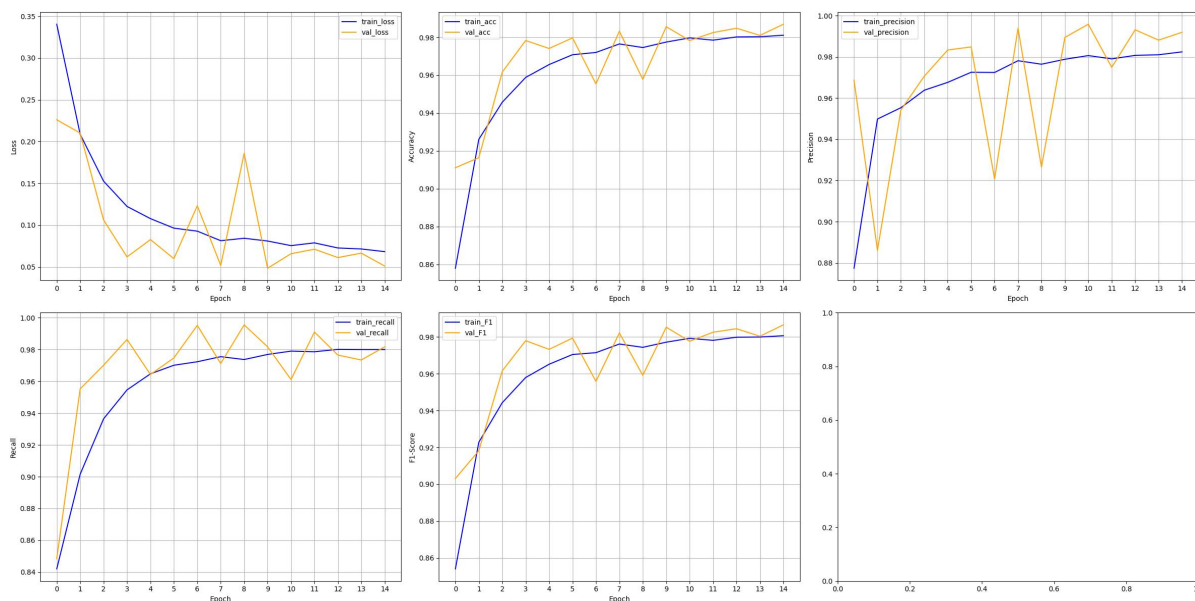 0.35
0.30
0.25
0.20
0.15
0.10
0.05
Loss
train_loss
val_loss
0 1 2 3 4 5 6 7 8 9 10 11 12 13 14
Epoch
0.98
0.96
0.94
0.92
0.90
0.88
0.86
Accuracy
train_acc
val_acc
0 1 2 3 4 5 6 7 8 9 10 11 12 13 14
Epoch
1.00
0.98
0.96
0.94
0.92
0.90
0.88
Precision
train_precision
val_precision
0 1 2 3 4 5 6 7 8 9 10 11 12 13 14
Epoch
1.00
0.98
0.96
0.94
0.92
0.90
0.88
0.86
0.84
Recall
train_recall
val_recall
0 1 2 3 4 5 6 7 8 9 10 11 12 13 14
Epoch
0.98
0.96
0.94
0.92
0.90
0.88
0.86
F1-Score
train_F1
val_F1
0 1 2 3 4 5 6 7 8 9 10 11 12 13 14
Epoch
1.0
0.8
0.6
0.4
0.2
0.0
0.0 0.2 0.4 0.6 0.8